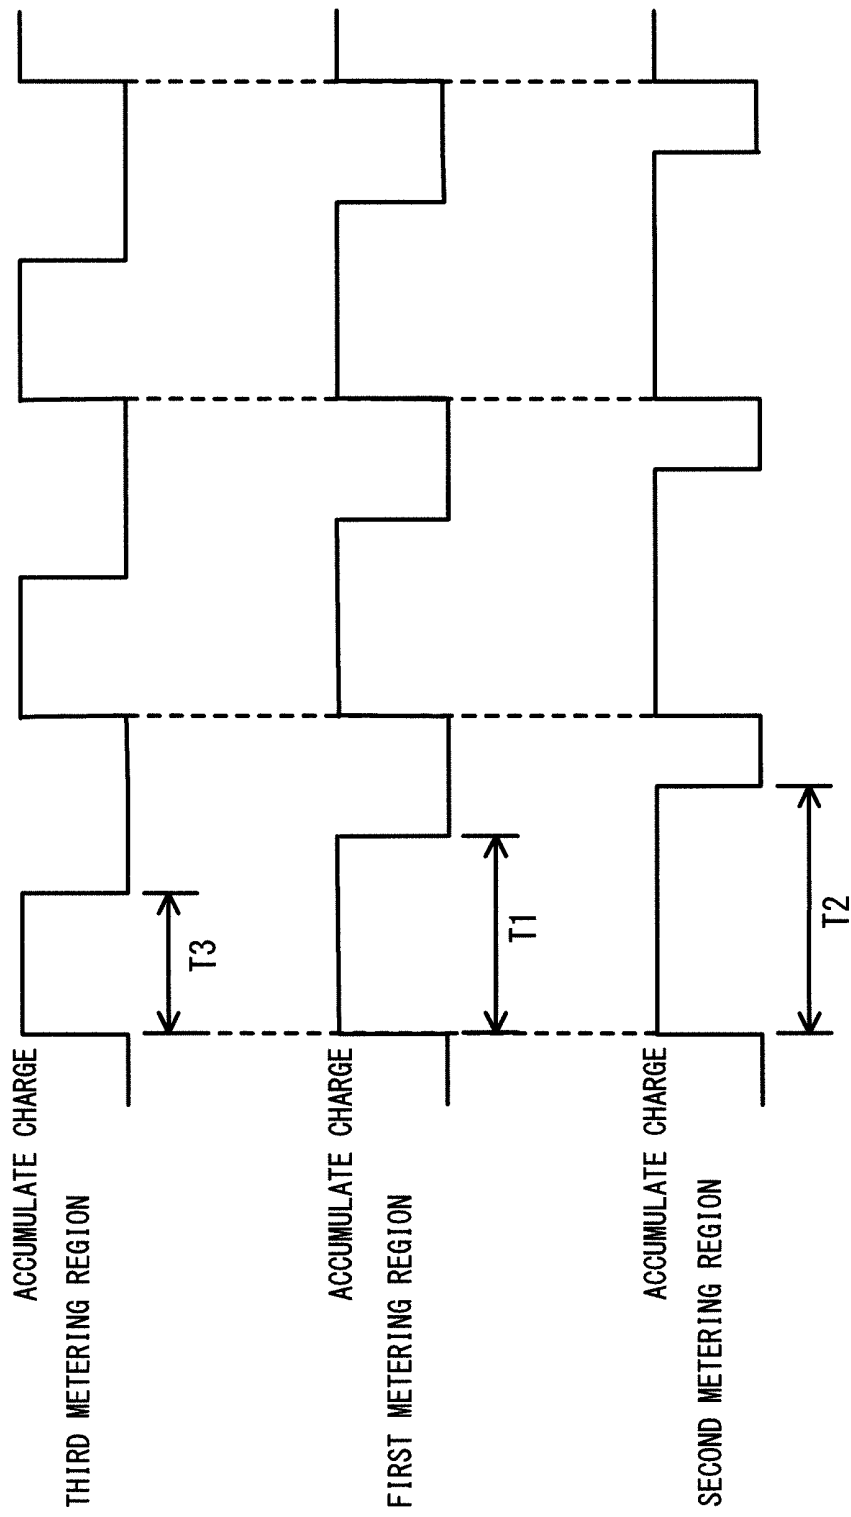 ACCUMULATE CHARGE
THIRD METERING REGION
T3
ACCUMULATE CHARGE
FIRST METERING REGION
T1
ACCUMULATE CHARGE
SECOND METERING REGION
T2